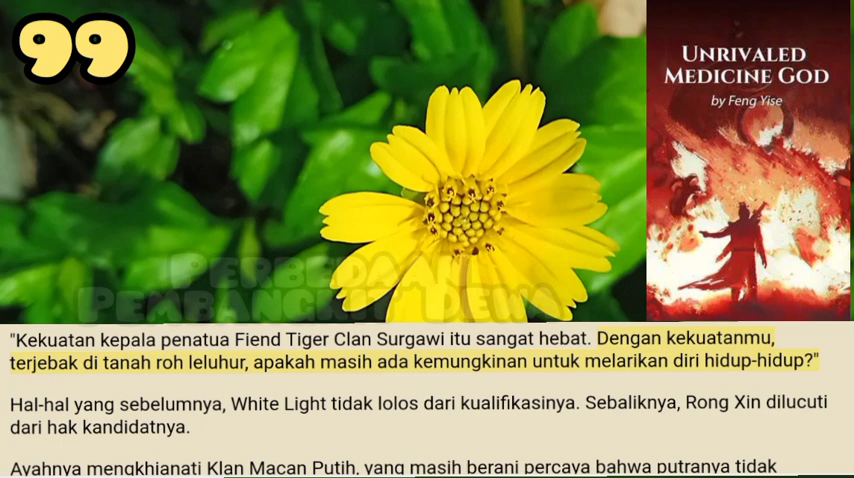 99
UNRIVALED
MEDICINE GOD
by Feng Yise
PERBEDAAN
PEMBANGKIT DEWA
"Kekuatan kepala penatua Fiend Tiger Clan Surgawi itu sangat hebat. Dengan kekuatanmu,
terjebak di tanah roh leluhur, apakah masih ada kemungkinan untuk melarikan diri hidup-hidup?"
Hal-hal yang sebelumnya, White Light tidak lolos dari kualifikasinya. Sebaliknya, Rong Xin dilucuti
dari hak kandidatnya.
Ayahnya mengkhianati Klan Macan Putih, yang masih berani percaya bahwa putranya tidak